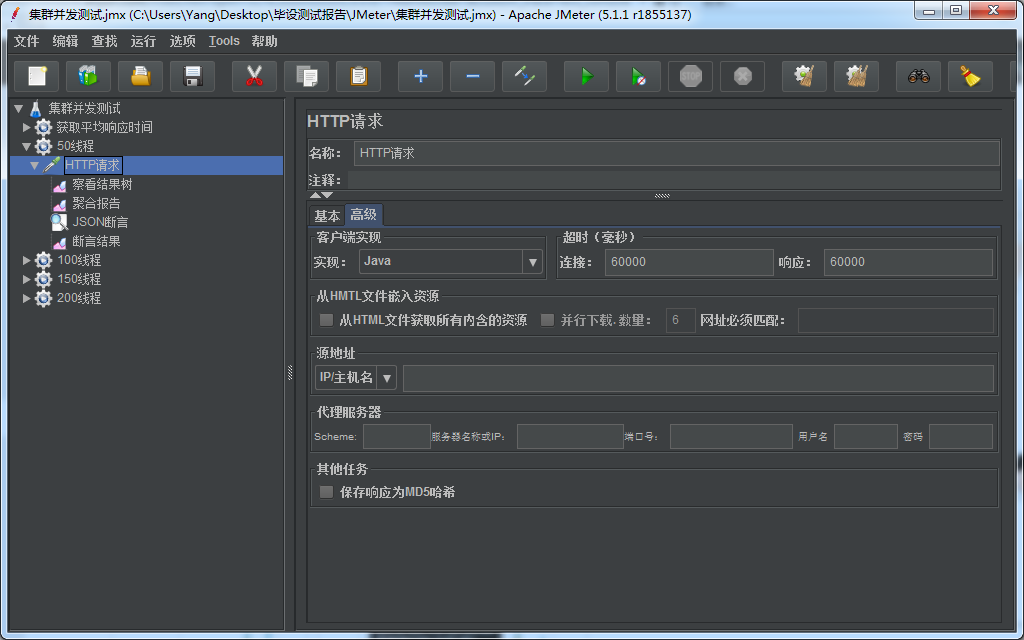 集群并发测试.jmx (C:\Users\Yang\Desktop\毕设测试报告\JMeter\集群并发测试.jmx) - Apache JMeter (5.1.1 r1855137)
文件 编辑 查找 运行 选项 Tools 帮助
STOP
集群并发测试
获取平均响应时间
50线程
HTTP请求
察看结果树
聚合报告
JSON断言
断言结果
100线程
150线程
200线程
HTTP请求
名称： HTTP请求
注释：
基本 高级
客户端实现 超时（毫秒）
实现： Java 连接： 60000 响应： 60000
从HMTL文件嵌入资源
从HTML文件获取所有内含的资源 并行下载.数量： 6 网址必须匹配：
源地址
IP/主机名
代理服务器
Scheme: 服务器名称或IP： 端口号： 用户名 密码
其他任务
保存响应为MD5哈希